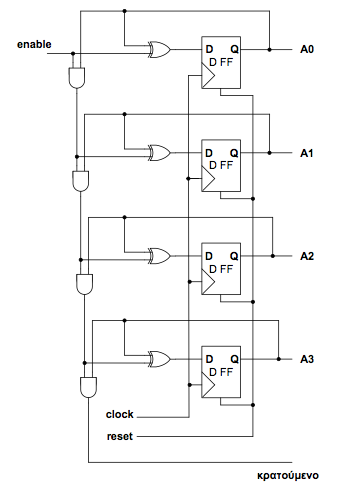 enable
D Q A0
D FF
D Q A1
D FF
D Q A2
D FF
D Q A3
D FF
clock
reset
κρατούμενο